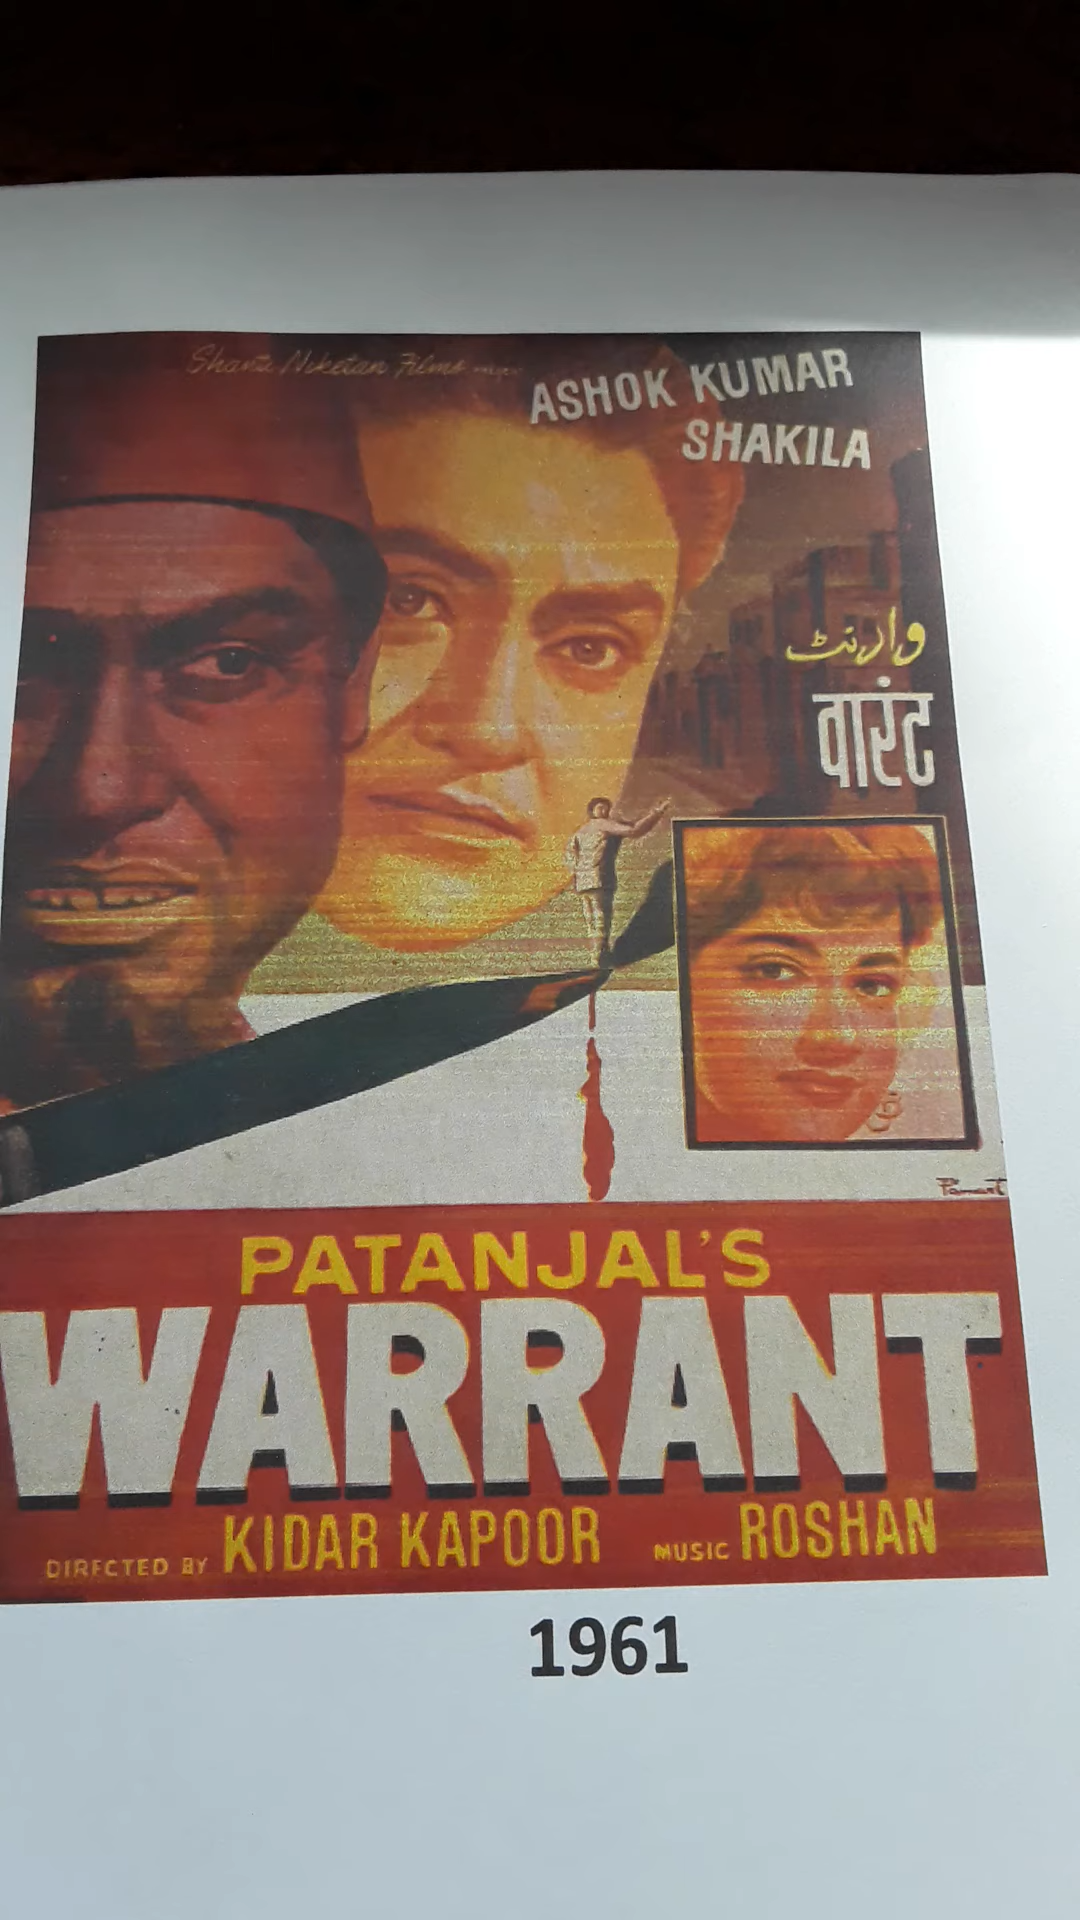 Shanti Niketan Films
ASHOK KUMAR
SHAKILA
وارنٹ
वारंट
PATANJAL'S
WARRANT
DIRECTED BY KIDAR KAPOOR MUSIC ROSHAN
1961